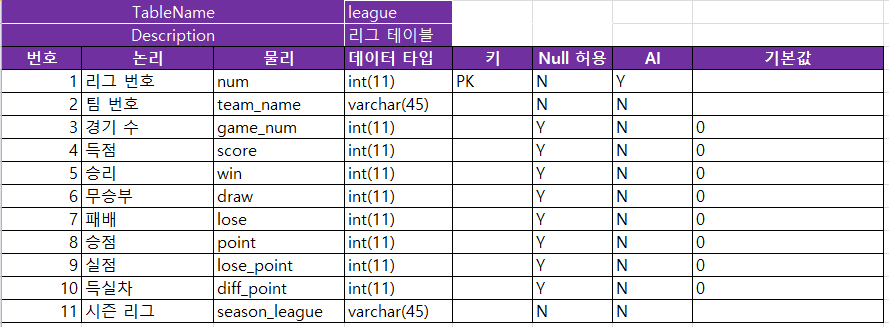 TableName league
Description 리그 테이블
번호 논리 물리 데이터 타입 키 Null 허용 AI 기본값
1 리그 번호 num int(11) PK N Y
2 팀 번호 team_name varchar(45) N N
3 경기 수 game_num int(11) Y N 0
4 득점 score int(11) Y N 0
5 승리 win int(11) Y N 0
6 무승부 draw int(11) Y N 0
7 패배 lose int(11) Y N 0
8 승점 point int(11) Y N 0
9 실점 lose_point int(11) Y N 0
10 득실차 diff_point int(11) Y N 0
11 시즌 리그 season_league varchar(45) N N